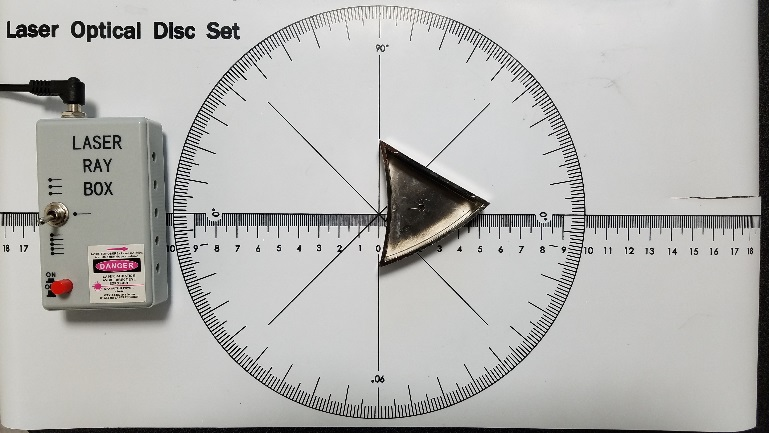 Laser Optical Disc Set
90°
LASER
RAY
BOX
0°
0°
18 17 10 9 8 7 6 5 4 3 2 1 0 3 4 5 6 7 8 9 10 11 12 13 14 15 16 17 18
DANGER
ON
90°